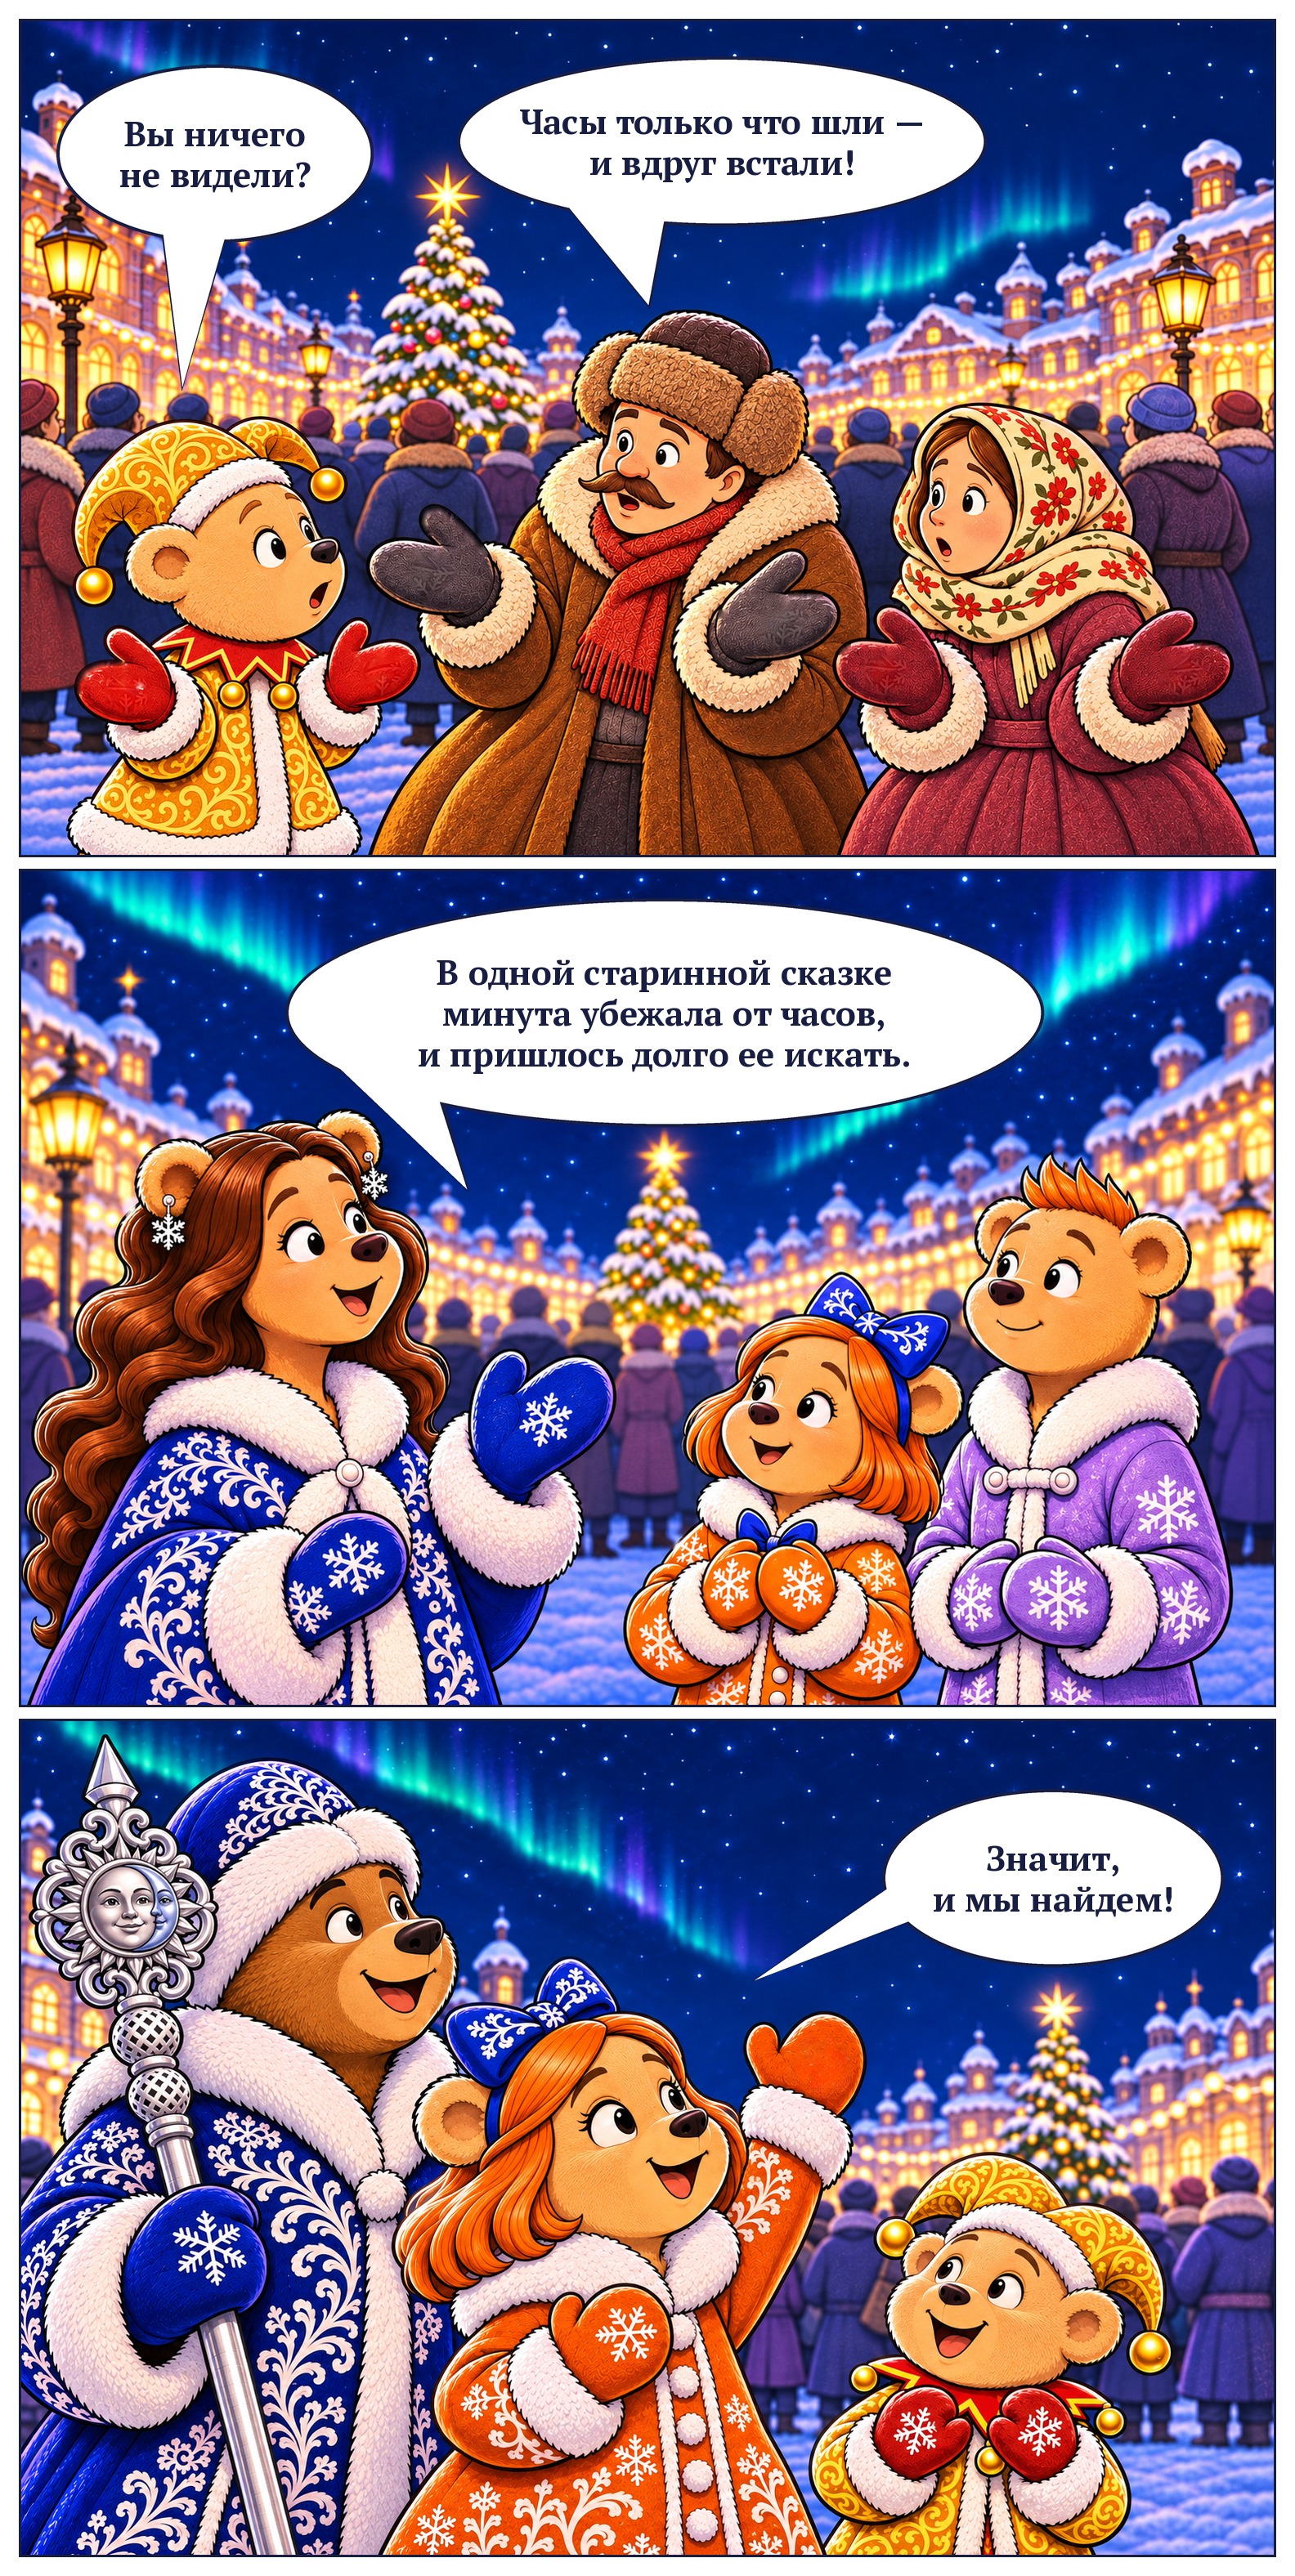 Вы ничего
не видели?
Часы только что шли —
и вдруг встали!
В одной старинной сказке
минута убежала от часов,
и пришлось долго ее искать.
Значит,
и мы найдем!